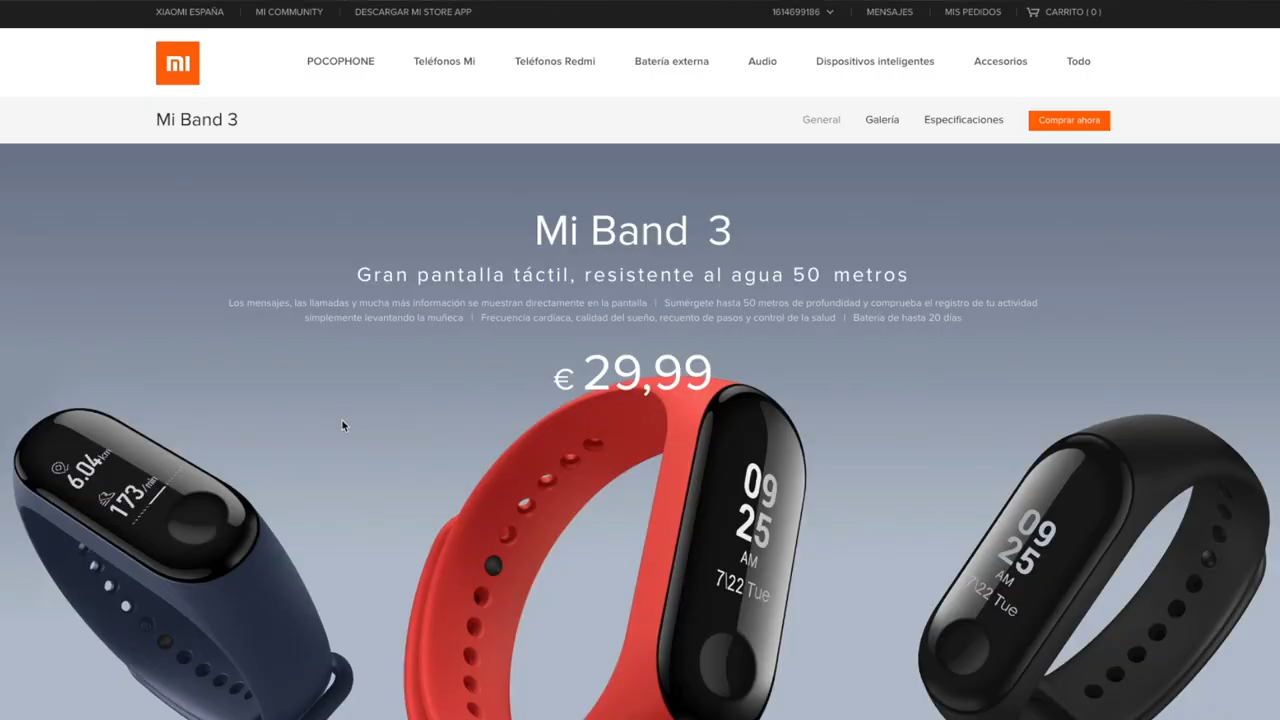 XIAOMI ESPAÑA MI COMMUNITY DESCARGAR MI STORE APP 1614699186 MENSAJES MIS PEDIDOS CARRITO ( 0 )
mi POCOPHONE Teléfonos Mi Teléfonos Redmi Batería externa Audio Dispositivos inteligentes Accesorios Todo
Mi Band 3 General Galería Especificaciones Comprar ahora
Mi Band 3
Gran pantalla táctil, resistente al agua 50 metros
Los mensajes, las llamadas y mucha más información se muestran directamente en la pantalla | Sumérgete hasta 50 metros de profundidad y comprueba el registro de tu actividad
simplemente levantando la muñeca | Frecuencia cardíaca, calidad del sueño, recuento de pasos y control de la salud | Batería de hasta 20 días
€ 29,99
6.04km
173/min
09
25
AM
7\22 Tue
09
25
AM
7\22 Tue